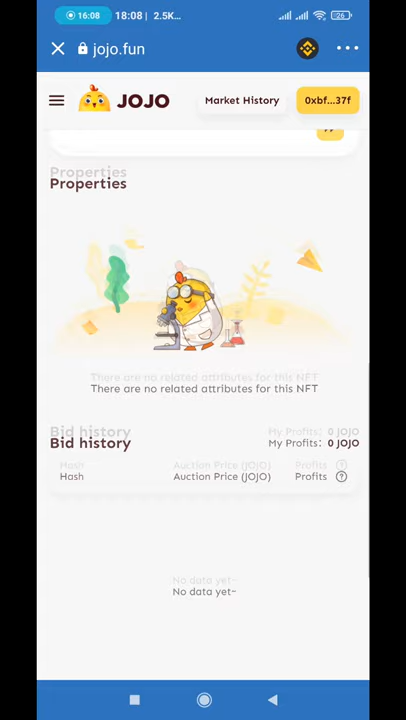 16:08 18:08 | 2.5K... 26
jojo.fun
JOJO Market History 0xbf...37f
Properties
Properties
There are no related attributes for this NFT
There are no related attributes for this NFT
Bid history My Profits: 0 JOJO
Bid history My Profits: 0 JOJO
Hash Auction Price (JOJO) Profits ?
Hash Auction Price (JOJO) Profits ?
No data yet~
No data yet~